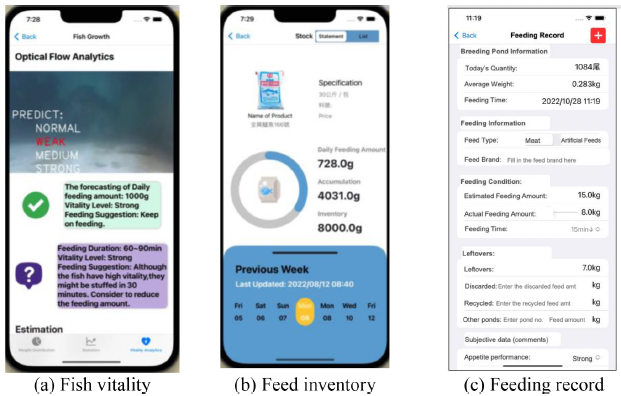 7:28
Back
Fish Growth
Optical Flow Analytics
PREDICT:
NORMAL
WEAK
MEDIUM
STRONG
The forecasting of Daily
feeding amount: 1000g
Vitality Level: Strong
Feeding Suggestion: Keep
on feeding.
Feeding Duration: 60~90min
Vitality Level: Strong
Feeding Suggestion: Although
the fish have high vitality,they
might be stuffed in 30
minutes. Consider to reduce
the feeding amount.
Estimation
Statistics
Vitality Analytics
(a) Fish vitality
7:29
Back
Stock
Statement
List
Specification
30公斤 / 包
Price
Name of Product
Daily Feeding Amount
728.0g
Accumulation
4031.0g
Inventory
8000.0g
Previous Week
Last Updated: 2022/08/12 08:40
Fri Sat Sun Mon Mon Wed Fri
05 06 07 08 08 10 12
(b) Feed inventory
11:19
Back
Feeding Record
+
Breeding Pond Information
Today's Quantity: 1084尾
Average Weight: 0.283kg
Feeding Time: 2022/10/28 11:19
Feeding Information
Feed Type: Meat Artificial Feeds
Feed Brand: Fill in the feed brand here
Feeding Condition:
Estimated Feeding Amount: 15.0kg
Actual Feeding Amount: 8.0kg
Feeding Time: 15min↓
Leftovers:
Leftovers: 7.0kg
Discarded: Enter the discarded feed amt kg
Recycled: Enter the recycled feed amt kg
Other ponds: Enter pond no. Feed amount kg
Subjective data (comments)
Appetite performance: Strong
(c) Feeding record